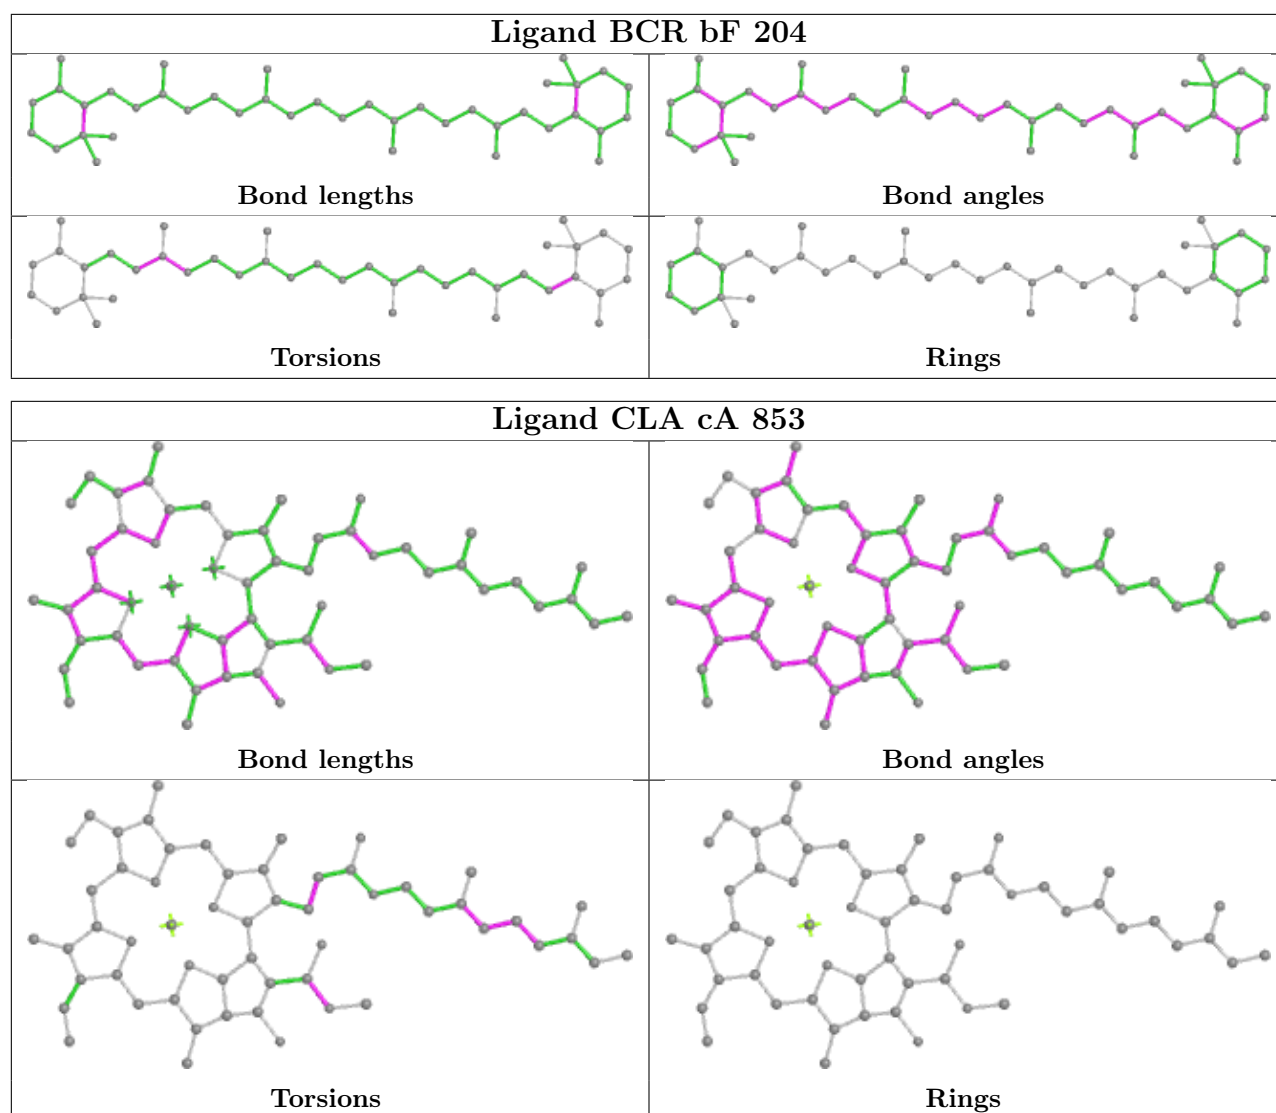 Ligand BCR bF 204
Bond lengths
Bond angles
Torsions
Rings
Ligand CLA cA 853
Bond lengths
Bond angles
Torsions
Rings